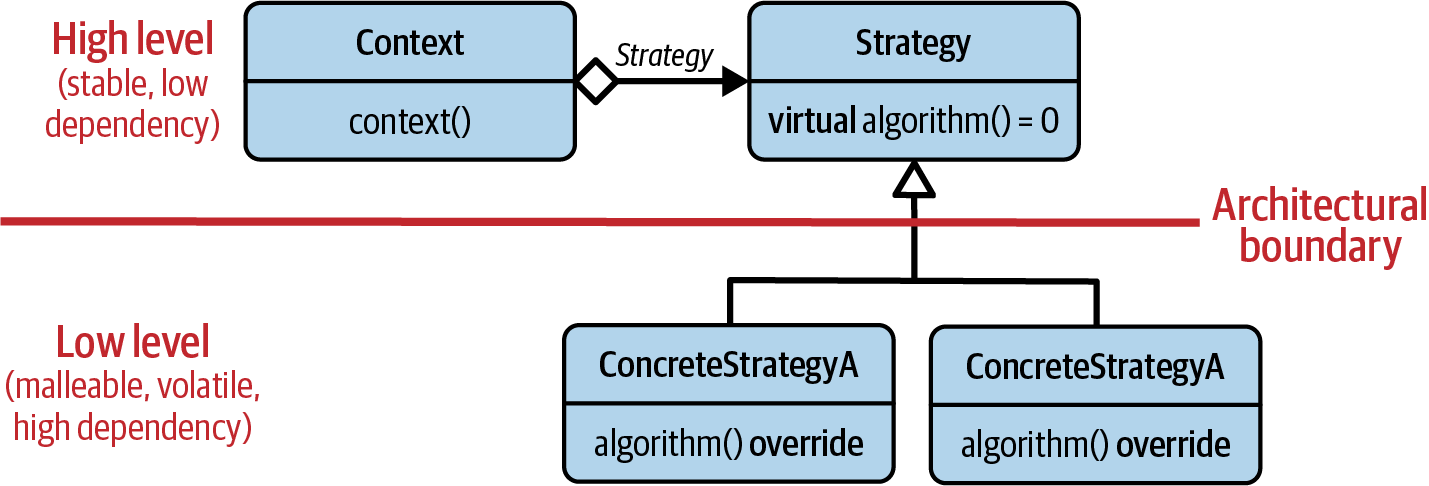 High level
(stable, low
dependency)
Context
context()
Strategy
Strategy
virtual algorithm() = 0
Architectural
boundary
Low level
(malleable, volatile,
high dependency)
ConcreteStrategyA
algorithm() override
ConcreteStrategyA
algorithm() override